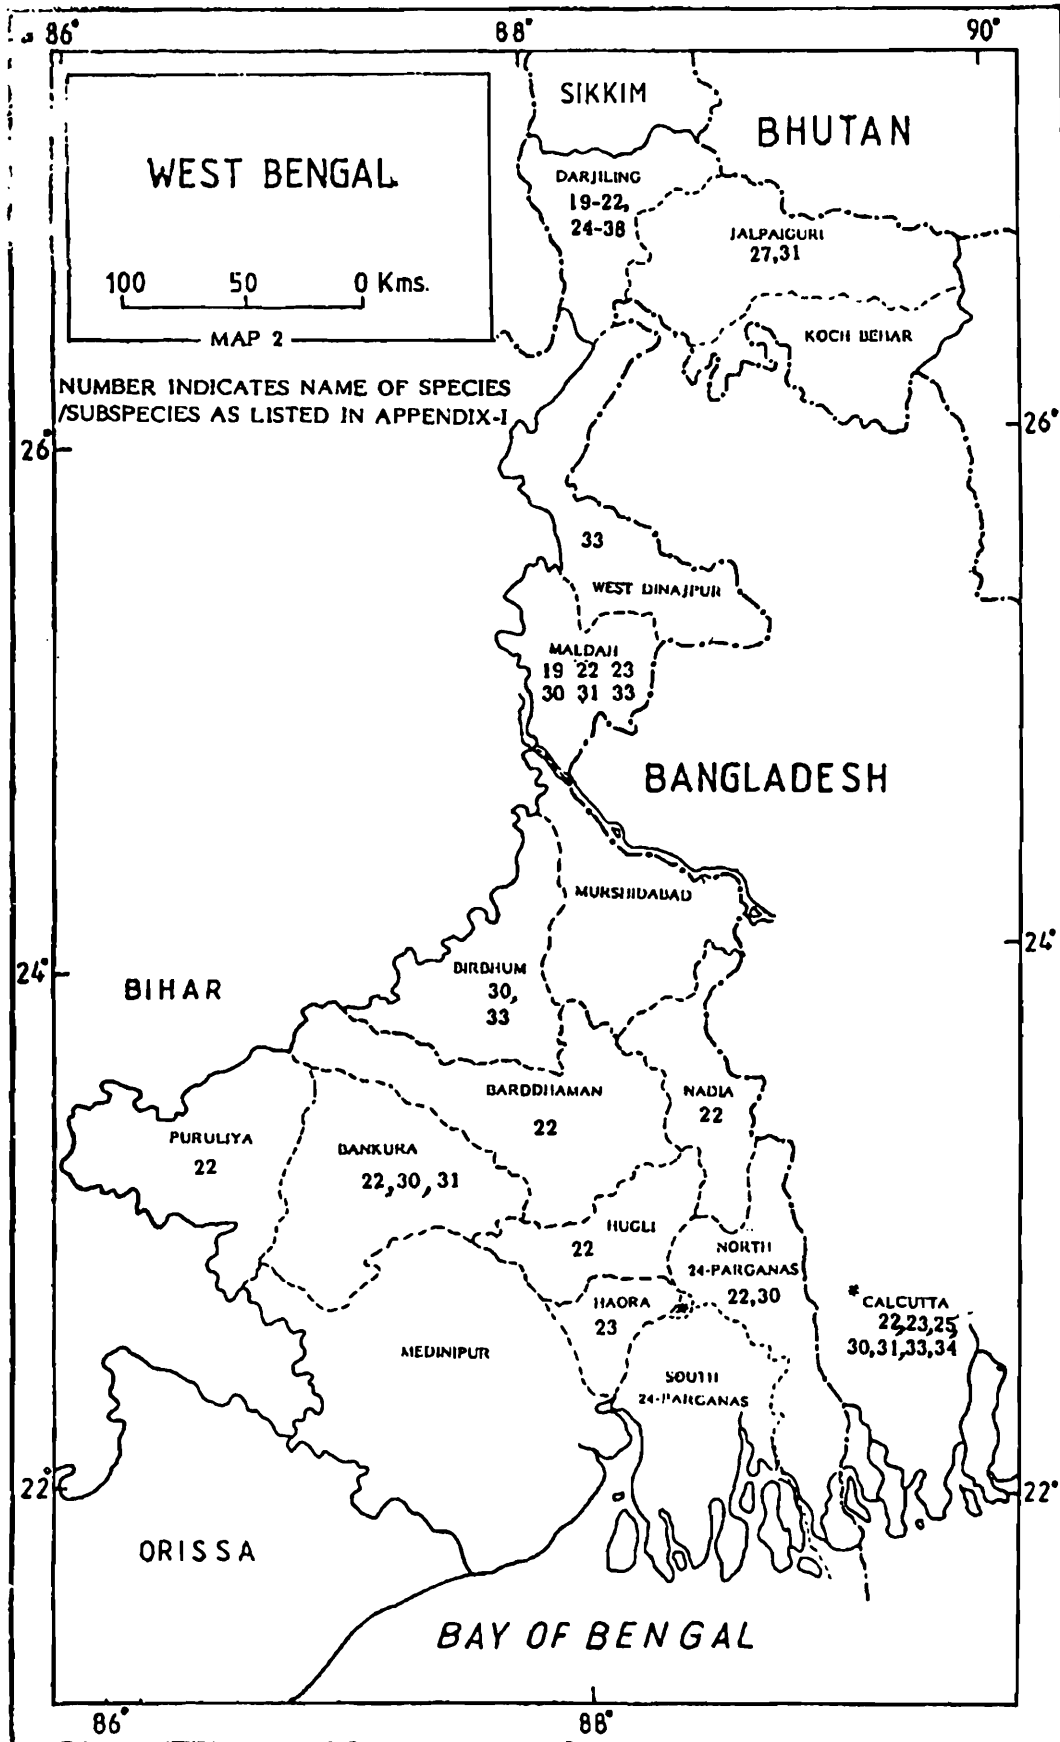 86°
88°
90°
SIKKIM
BHUTAN
WEST BENGAL
DARJILING
19-22,
24-38
JALPAIGURI
27,31
100 50 0 Kms.
MAP 2
KOCH BEHAR
NUMBER INDICATES NAME OF SPECIES
/SUBSPECIES AS LISTED IN APPENDIX-I
26°
26°
33
WEST DINAJPUR
MALDAH
19 22 23
30 31 33
BANGLADESH
MURSHIDABAD
24°
24°
BIHAR
BIRBHUM
30,
33
BARDDHAMAN
22
NADIA
22
PURULIYA
22
BANKURA
22,30,31
HUGLI
22
NORTH
24-PARGANAS
22,30
HAORA
23
*CALCUTTA
22,23,25,
30,31,33,34
*
MEDINIPUR
SOUTH
24-PARGANAS
22°
22°
ORISSA
BAY OF BENGAL
86°
88°